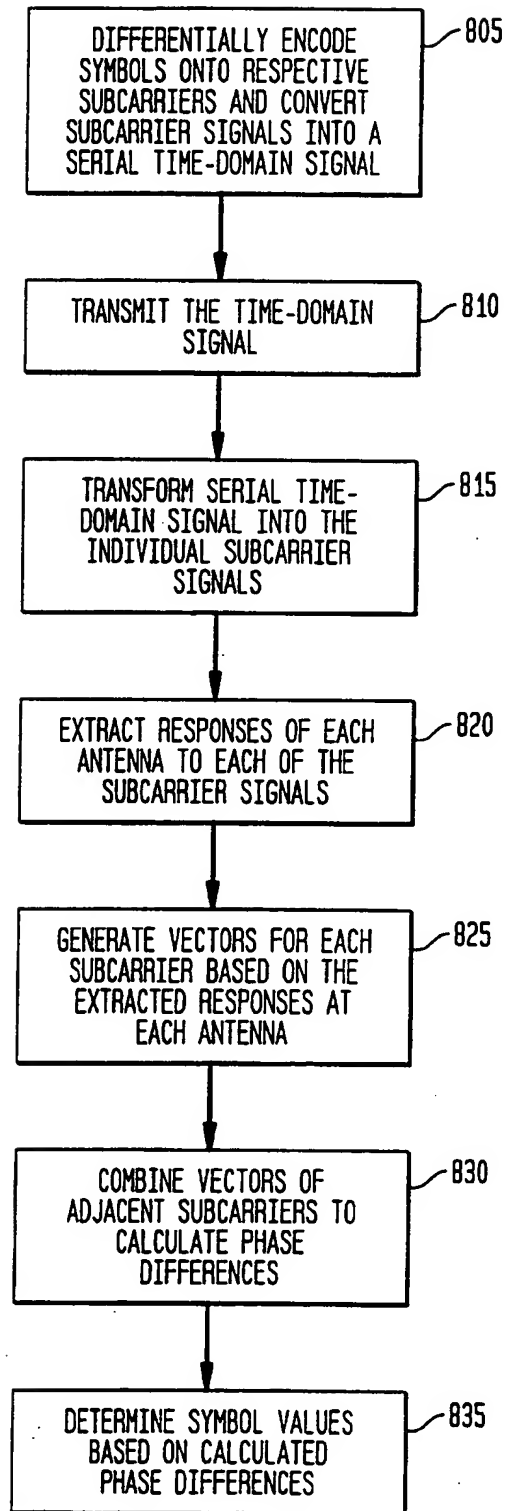 DIFFERENTIALLY ENCODE
SYMBOLS ONTO RESPECTIVE
SUBCARRIERS AND CONVERT
SUBCARRIER SIGNALS INTO A
SERIAL TIME-DOMAIN SIGNAL
805
TRANSMIT THE TIME-DOMAIN
SIGNAL
810
TRANSFORM SERIAL TIME-
DOMAIN SIGNAL INTO THE
INDIVIDUAL SUBCARRIER
SIGNALS
815
EXTRACT RESPONSES OF EACH
ANTENNA TO EACH OF THE
SUBCARRIER SIGNALS
820
GENERATE VECTORS FOR EACH
SUBCARRIER BASED ON THE
EXTRACTED RESPONSES AT
EACH ANTENNA
825
COMBINE VECTORS OF
ADJACENT SUBCARRIERS TO
CALCULATE PHASE
DIFFERENCES
830
DETERMINE SYMBOL VALUES
BASED ON CALCULATED
PHASE DIFFERENCES
835